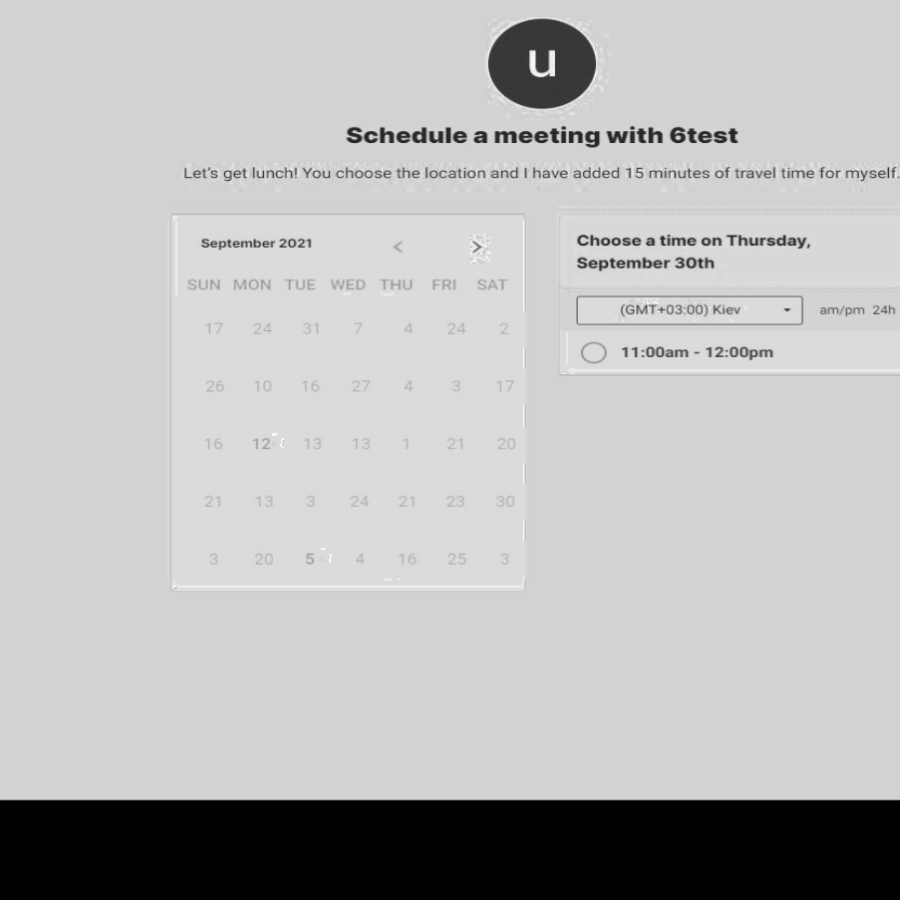 u
Schedule a meeting with 6test
Let's get lunch! You choose the location and I have added 15 minutes of travel time for myself.
September 2021 < >
SUN MON TUE WED THU FRI SAT
17 24 31 7 4 24 2
26 10 16 27 4 3 17
16 12 13 13 1 21 20
21 13 3 24 21 23 30
3 20 5 4 16 25 3
Choose a time on Thursday,
September 30th
(GMT+03:00) Kiev
am/pm 24h
11:00am - 12:00pm